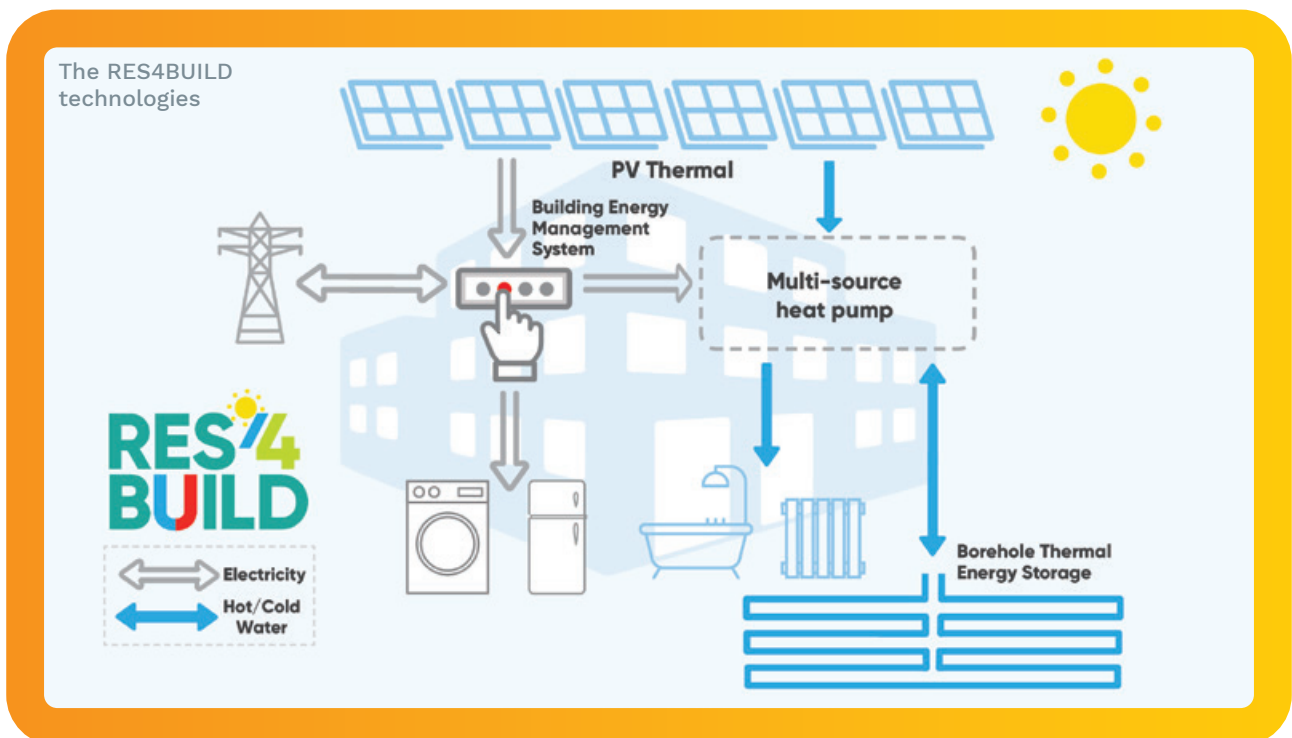 The RES4BUILD
technologies
PV Thermal
Building Energy
Management
System
Multi-source
heat pump
RES4
BUILD
Electricity
Hot/Cold
Water
Borehole Thermal
Energy Storage